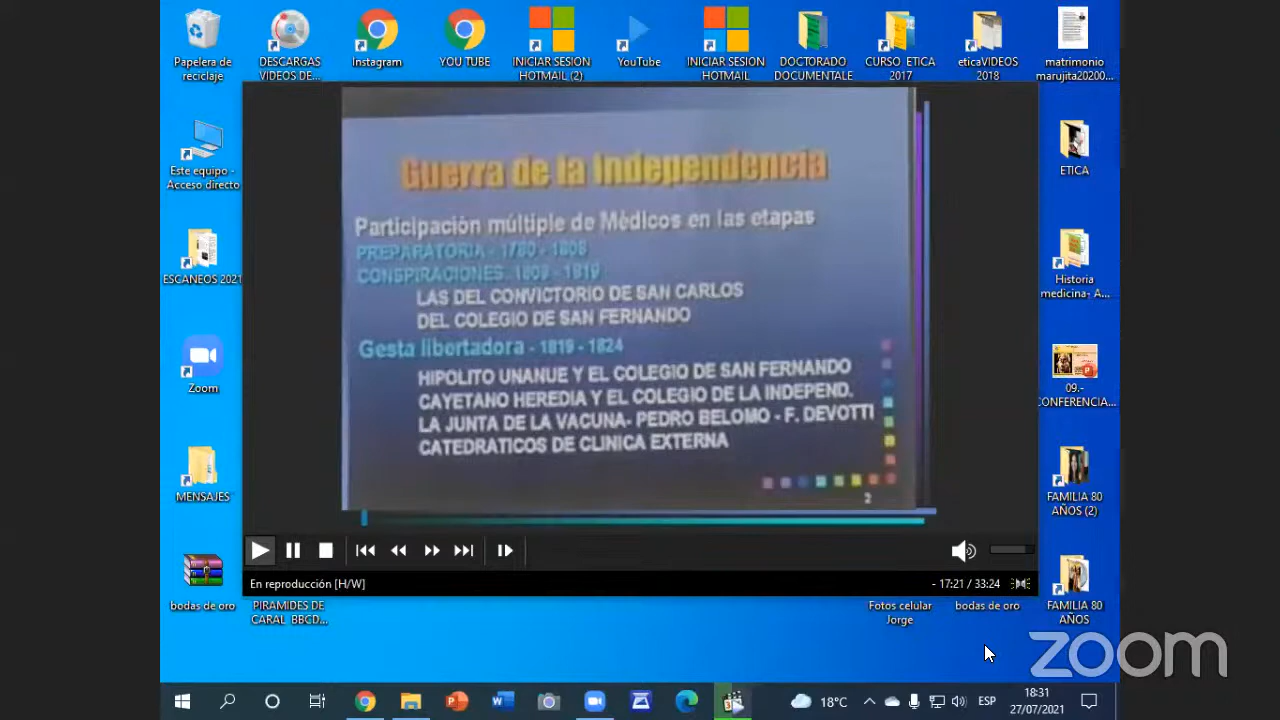 Papelera de
reciclaje
DESCARGAS
VIDEOS DE...
Instagram
YOU TUBE
INICIAR SESION
HOTMAIL (2)
YouTube
INICIAR SESION
HOTMAIL
DOCTORADO
DOCUMENTALE
CURSO ETICA
2017
eticaVIDEOS
2018
matrimonio
marujita20200...
Este equipo -
Acceso directo
ETICA
ESCANEOS 2021
Historia
medicina- A...
Zoom
09.-
CONFERENCIA...
MENSAJES
FAMILIA 80
AÑOS (2)
bodas de oro
PIRAMIDES DE
CARAL BBCD...
Fotos celular
Jorge
bodas de oro
FAMILIA 80
AÑOS
Guerra de la Independencia
Participación múltiple de Médicos en las etapas
PREPARATORIA - 1780 - 1808
CONSPIRACIONES 1809 - 1819
LAS DEL CONVICTORIO DE SAN CARLOS
DEL COLEGIO DE SAN FERNANDO
Gesta libertadora - 1819 - 1824
HIPOLITO UNANUE Y EL COLEGIO DE SAN FERNANDO
CAYETANO HEREDIA Y EL COLEGIO DE LA INDEPEND.
LA JUNTA DE LA VACUNA- PEDRO BELOMO - F. DEVOTTI
CATEDRATICOS DE CLINICA EXTERNA
2
En reproducción [H/W]
- 17:21 / 33:24
zoom
18°C
ESP
18:31
27/07/2021